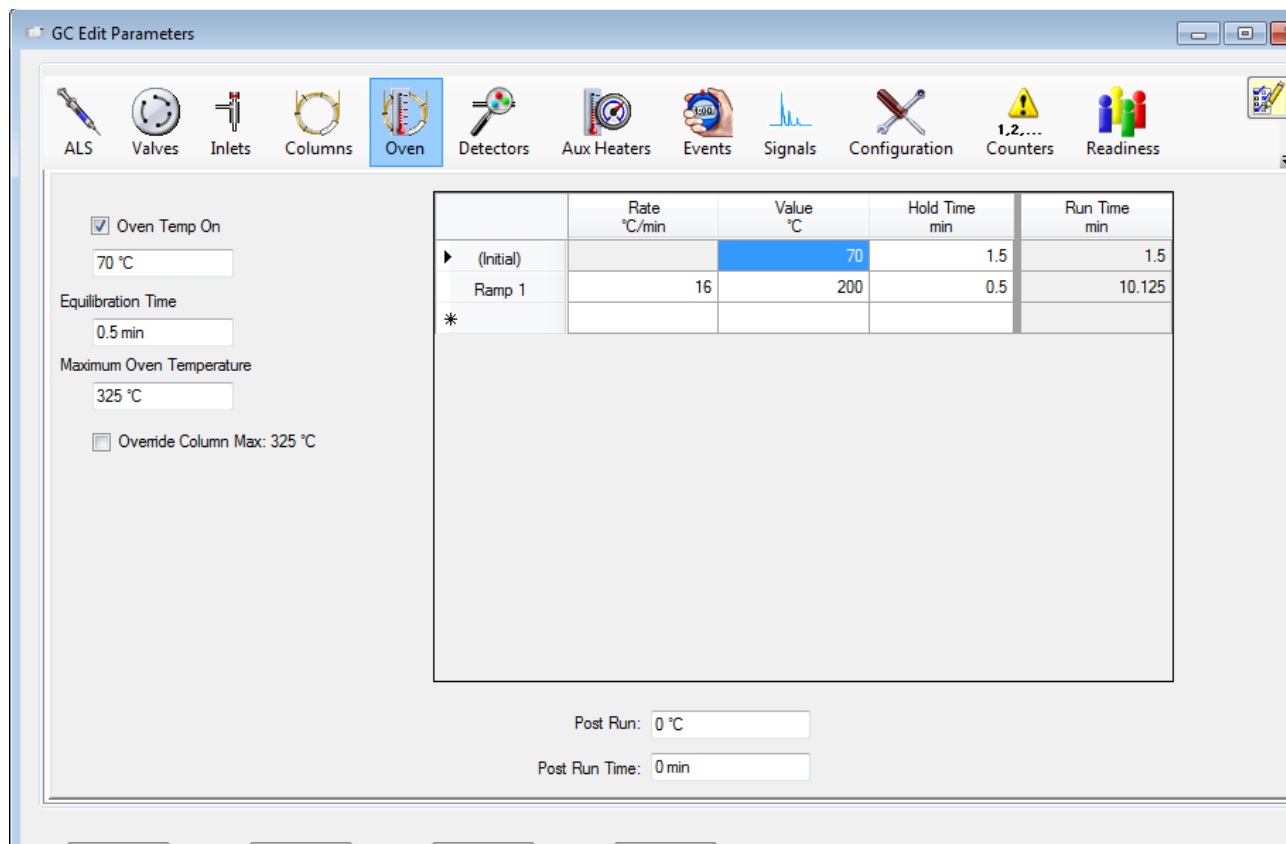 GC Edit Parameters
1:00
1,2,...
ALS Valves Inlets Columns Oven Detectors Aux Heaters Events Signals Configuration Counters Readiness
Oven Temp On
70 °C
Equilibration Time
0.5 min
Maximum Oven Temperature
325 °C
Override Column Max: 325 °C
Rate Value Hold Time Run Time
°C/min °C min min
(Initial) 70 1.5 1.5
Ramp 1 16 200 0.5 10.125
*
Post Run: 0 °C
Post Run Time: 0 min